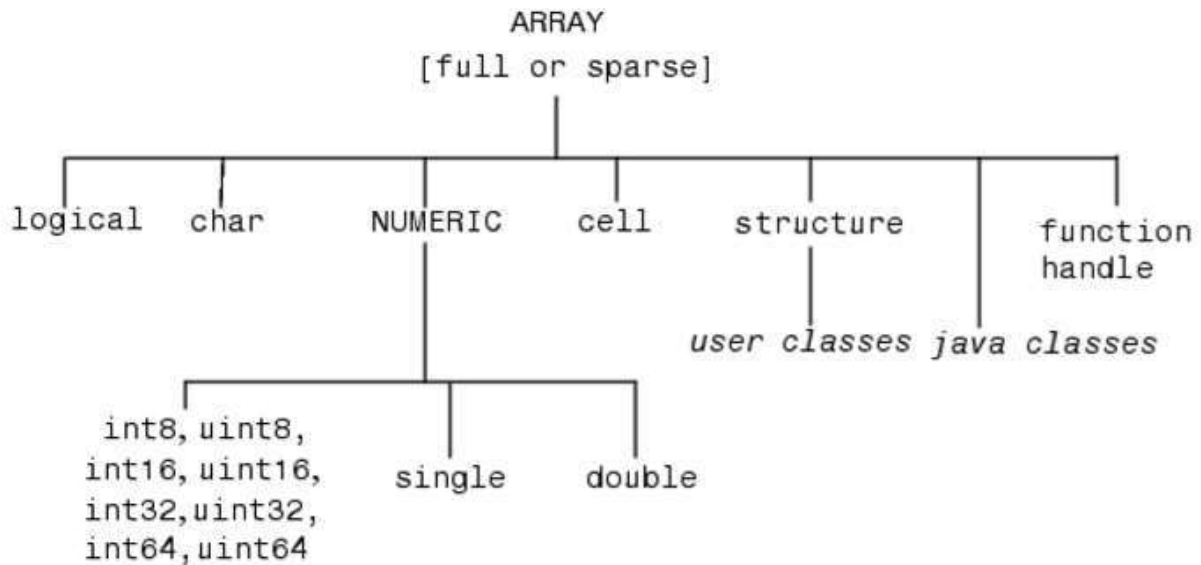 ARRAY
[full or sparse]
logical char NUMERIC cell structure function
handle
user classes java classes
int8, uint8,
int16, uint16,
single double
int32, uint32,
int64, uint64